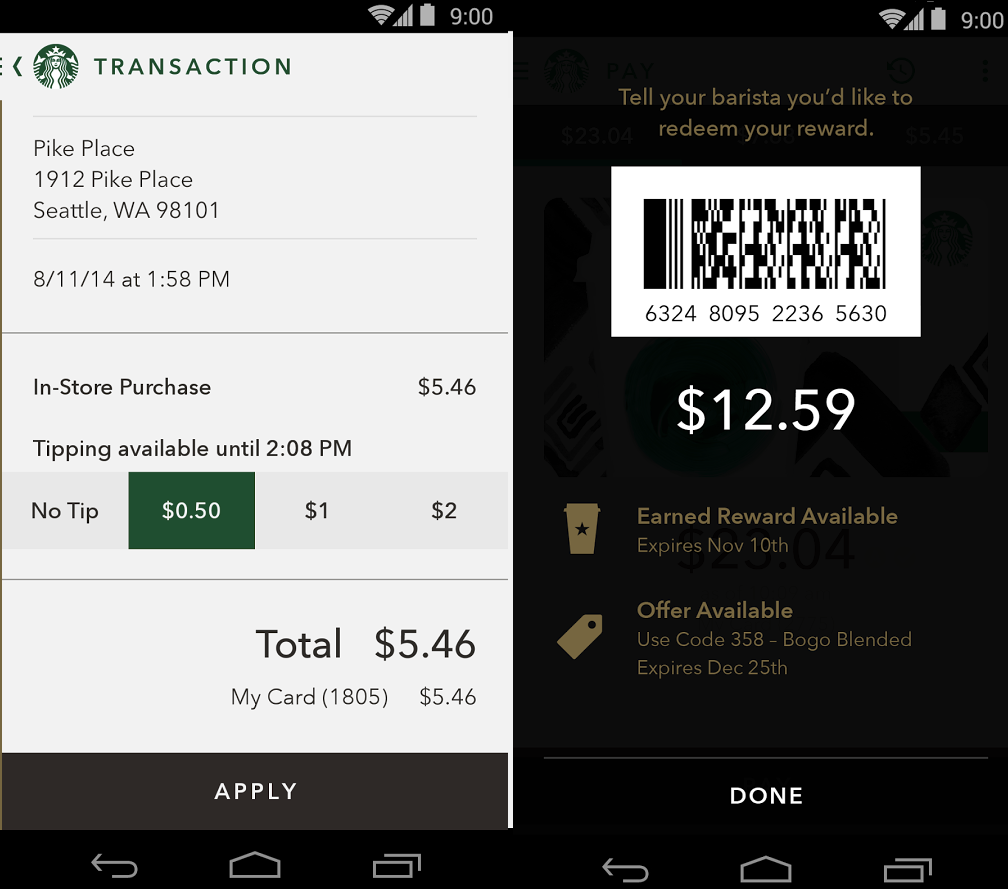 9:00
TRANSACTION
Pike Place
1912 Pike Place
Seattle, WA 98101
8/11/14 at 1:58 PM
In-Store Purchase $5.46
Tipping available until 2:08 PM
No Tip $0.50 $1 $2
Total $5.46
My Card (1805) $5.46
APPLY
9:00
PAY
Tell your barista you'd like to
redeem your reward.
$23.04 $5.45
6324 8095 2236 5630
$12.59
Earned Reward Available
Expires Nov 10th
$23.04
Offer Available
Use Code 358 – Bogo Blended
Expires Dec 25th
DONE